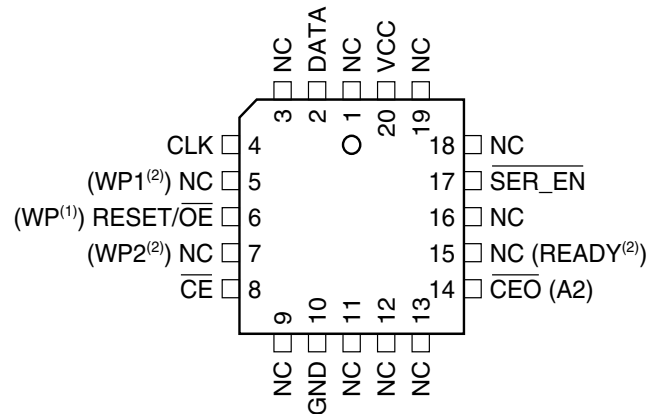 NC DATA NC VCC NC
3 2 1 20 19
CLK 4 18 NC
(WP1(2)) NC 5 17 SER_EN
(WP(1)) RESET/OE 6 16 NC
(WP2(2)) NC 7 15 NC (READY(2))
CE 8 14 CEO (A2)
9 10 11 12 13
NC GND NC NC NC